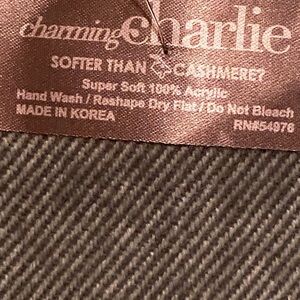 charming charlie
SOFTER THAN CASHMERE?
Super Soft 100% Acrylic
Hand Wash / Reshape Dry Flat / Do Not Bleach
MADE IN KOREA
RN#54976